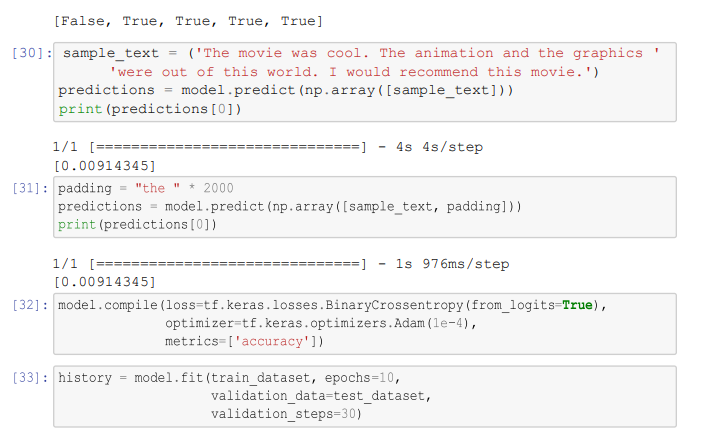 [False, True, True, True, True]
[30]: sample_text = ('The movie was cool. The animation and the graphics '
'were out of this world. I would recommend this movie.')
predictions = model.predict(np.array([sample_text]))
print(predictions[0])
1/1 [==============================] - 4s 4s/step
[0.00914345]
[31]: padding = "the " * 2000
predictions = model.predict(np.array([sample_text, padding]))
print(predictions[0])
1/1 [==============================] - 1s 976ms/step
[0.00914345]
[32]: model.compile(loss=tf.keras.losses.BinaryCrossentropy(from_logits=True),
optimizer=tf.keras.optimizers.Adam(1e-4),
metrics=['accuracy'])
[33]: history = model.fit(train_dataset, epochs=10,
validation_data=test_dataset,
validation_steps=30)